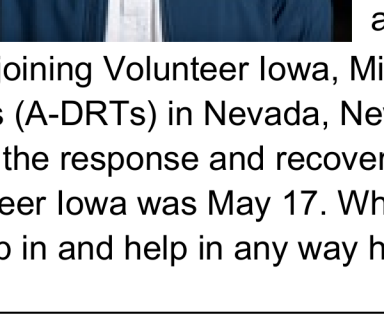 a
joining Volunteer Iowa, Mi
s (A-DRTs) in Nevada, Ne
the response and recover
eer Iowa was May 17. Wh
p in and help in any way h